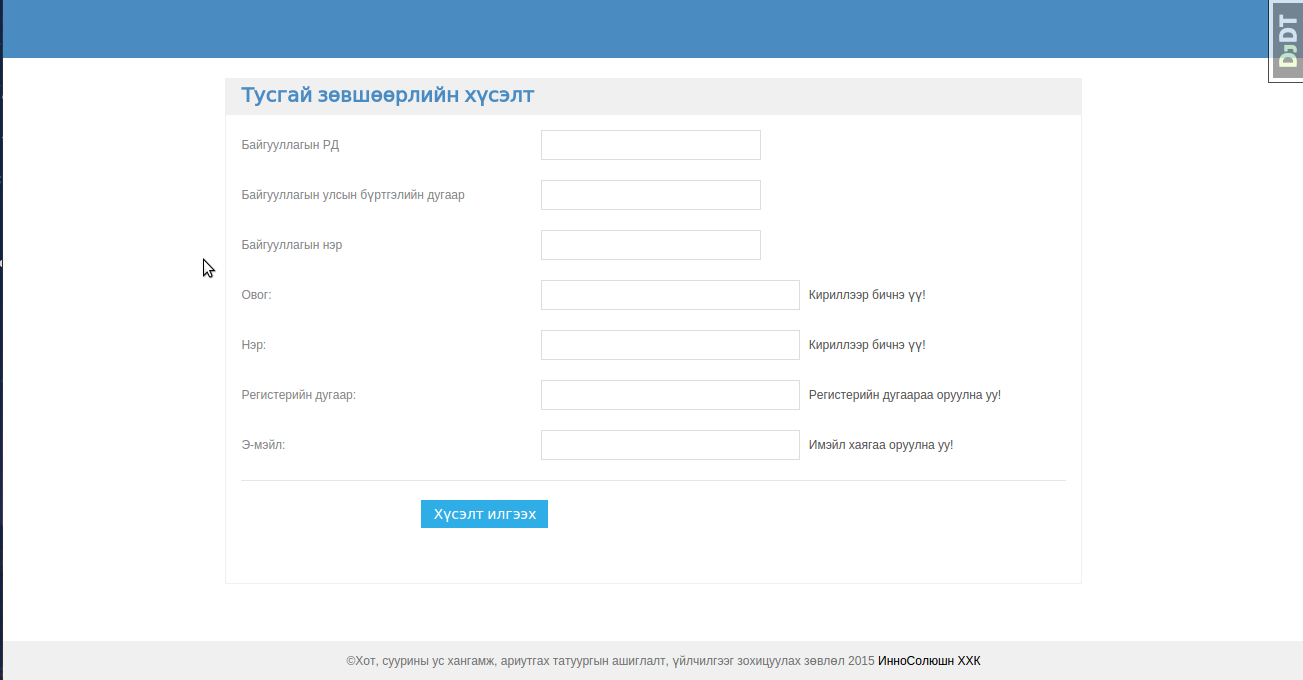 DjDT
Тусгай зөвшөөрлийн хүсэлт
Байгууллагын РД
Байгууллагын улсын бүртгэлийн дугаар
Байгууллагын нэр
Овог:
Кириллээр бичнэ үү!
Нэр:
Кириллээр бичнэ үү!
Регистерийн дугаар:
Регистерийн дугаараа оруулна уу!
Э-мэйл:
Имэйл хаягаа оруулна уу!
Хүсэлт илгээх
©Хот, суурины ус хангамж, ариутгах татуургын ашиглалт, үйлчилгээг зохицуулах зөвлөл 2015 ИнноСолюшн ХХК